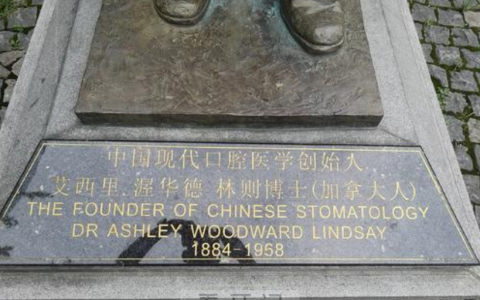 中国现代口腔医学创始人
艾西里.渥华德 林则博士(加拿大人)
THE FOUNDER OF CHINESE STOMATOLOGY
DR ASHLEY WOODWARD LINDSAY
1884-1958